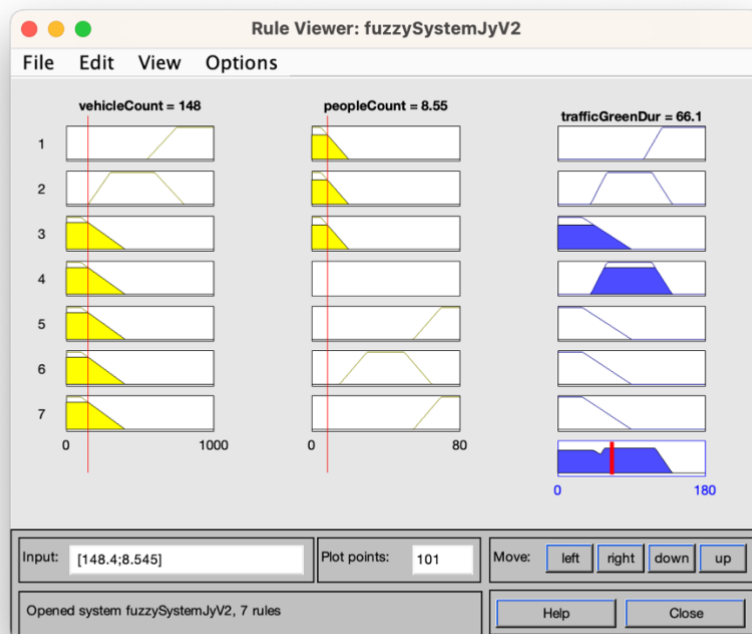 Rule Viewer: fuzzySystemJyV2
File Edit View Options
vehicleCount = 148 peopleCount = 8.55 trafficGreenDur = 66.1
1
2
3
4
5
6
7
0 1000 0 80
0 180
Input: [148.4;8.545] Plot points: 101 Move: left right down up
Opened system fuzzySystemJyV2, 7 rules Help Close